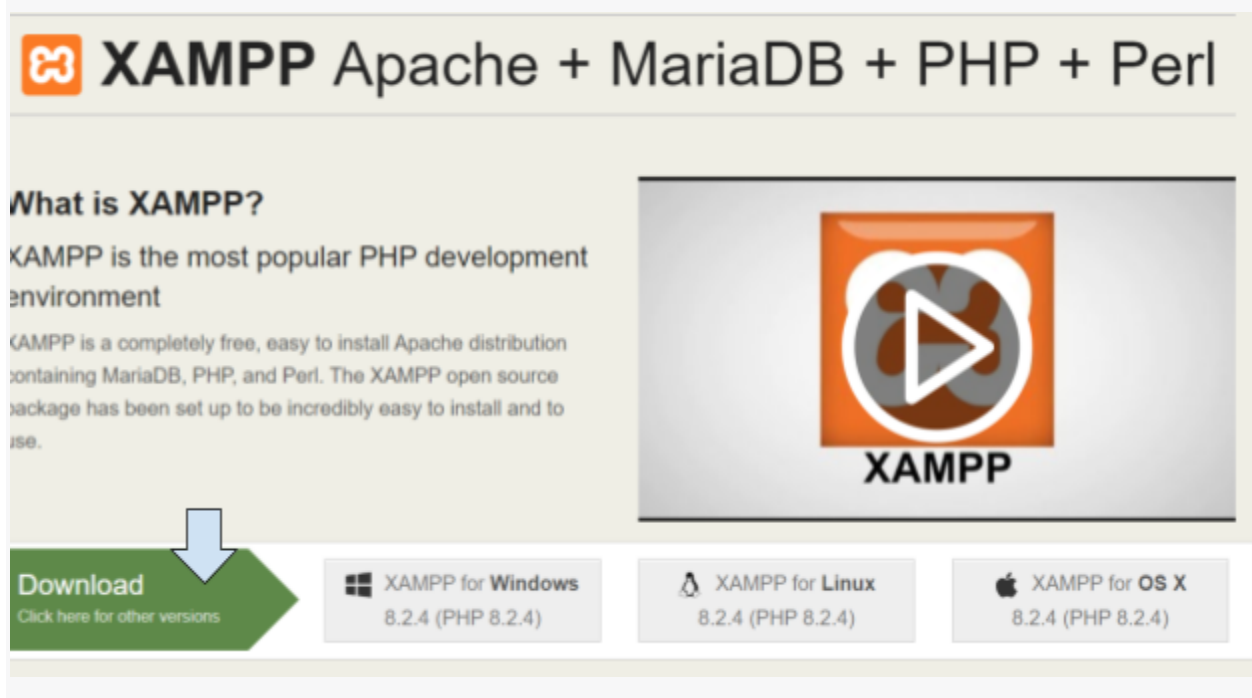 XAMPP Apache + MariaDB + PHP + Perl
What is XAMPP?
XAMPP is the most popular PHP development
environment
XAMPP is a completely free, easy to install Apache distribution
containing MariaDB, PHP, and Perl. The XAMPP open source
package has been set up to be incredibly easy to install and to
use.
XAMPP
Download
Click here for other versions
XAMPP for Windows
8.2.4 (PHP 8.2.4)
XAMPP for Linux
8.2.4 (PHP 8.2.4)
XAMPP for OS X
8.2.4 (PHP 8.2.4)